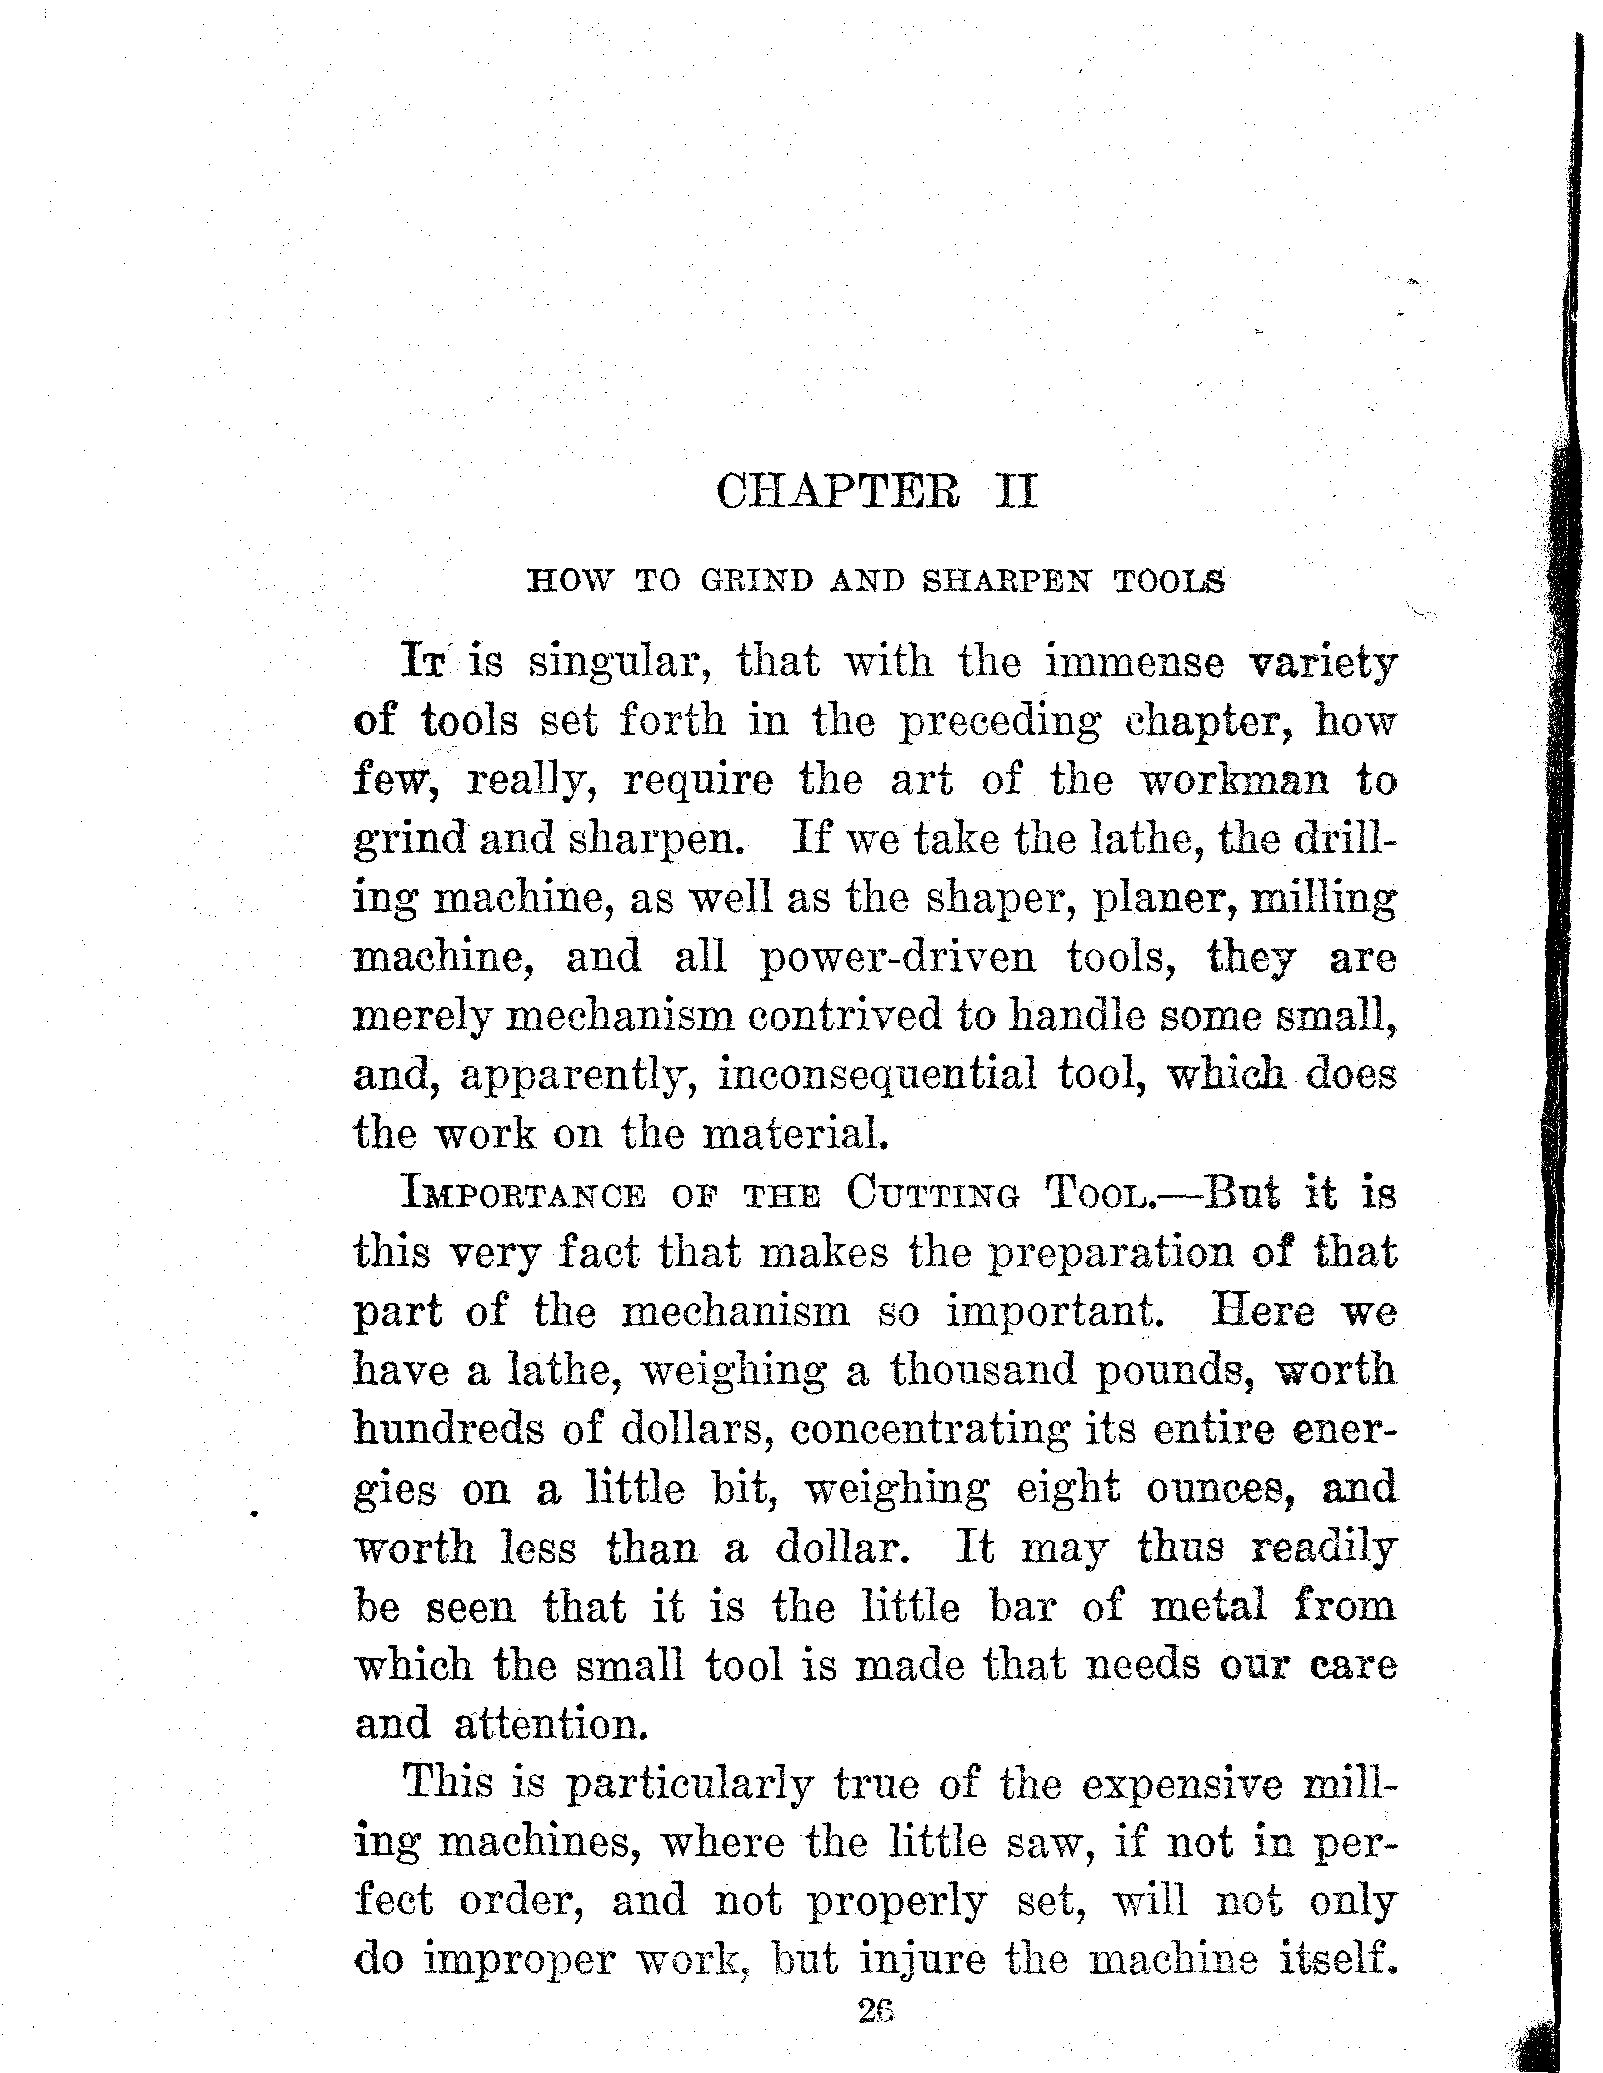 CHAPTER II
HOW TO GRIND AND SHARPEN TOOLS
It is singular, that with the immense variety
of tools set forth in the preceding chapter, how
few, really, require the art of the workman to
grind and sharpen. If we take the lathe, the drill-
ing machine, as well as the shaper, planer, milling
machine, and all power-driven tools, they are
merely mechanism contrived to handle some small,
and, apparently, inconsequential tool, which does
the work on the material.
Importance of the Cutting Tool.—But it is
this very fact that makes the preparation of that
part of the mechanism so important. Here we
have a lathe, weighing a thousand pounds, worth
hundreds of dollars, concentrating its entire ener-
gies on a little bit, weighing eight ounces, and
worth less than a dollar. It may thus readily
be seen that it is the little bar of metal from
which the small tool is made that needs our care
and attention.
This is particularly true of the expensive mill-
ing machines, where the little saw, if not in per-
fect order, and not properly set, will not only
do improper work, but injure the machine itself.
26